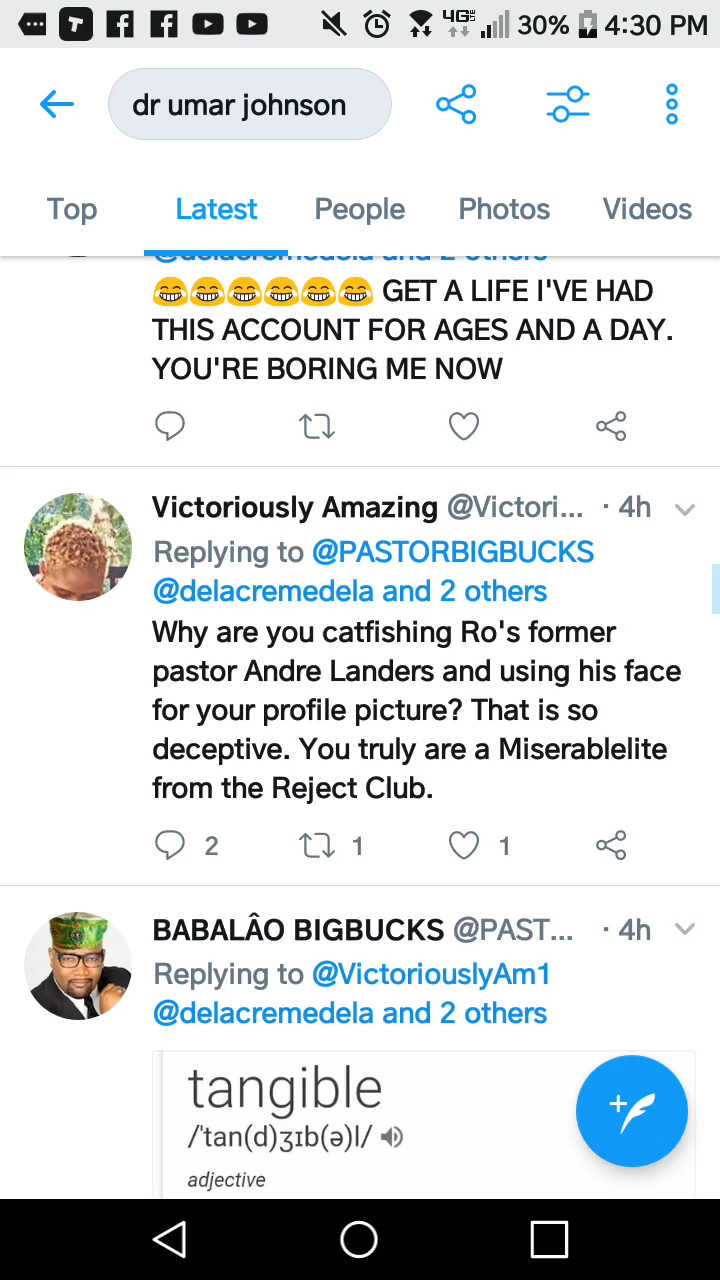 4G
30%
4:30 PM
dr umar johnson
Top
Latest
People
Photos
Videos
@delacremedela and 2 others
😂😂😂😂😂😂 GET A LIFE I'VE HAD
THIS ACCOUNT FOR AGES AND A DAY.
YOU'RE BORING ME NOW
Victoriously Amazing @Victori... · 4h
Replying to @PASTORBIGBUCKS
@delacremedela and 2 others
Why are you catfishing Ro's former
pastor Andre Landers and using his face
for your profile picture? That is so
deceptive. You truly are a Miserablelite
from the Reject Club.
2
1
1
BABALÂO BIGBUCKS @PAST... · 4h
Replying to @VictoriouslyAm1
@delacremedela and 2 others
tangible
/ˈtan(d)ʒɪb(ə)l/
adjective